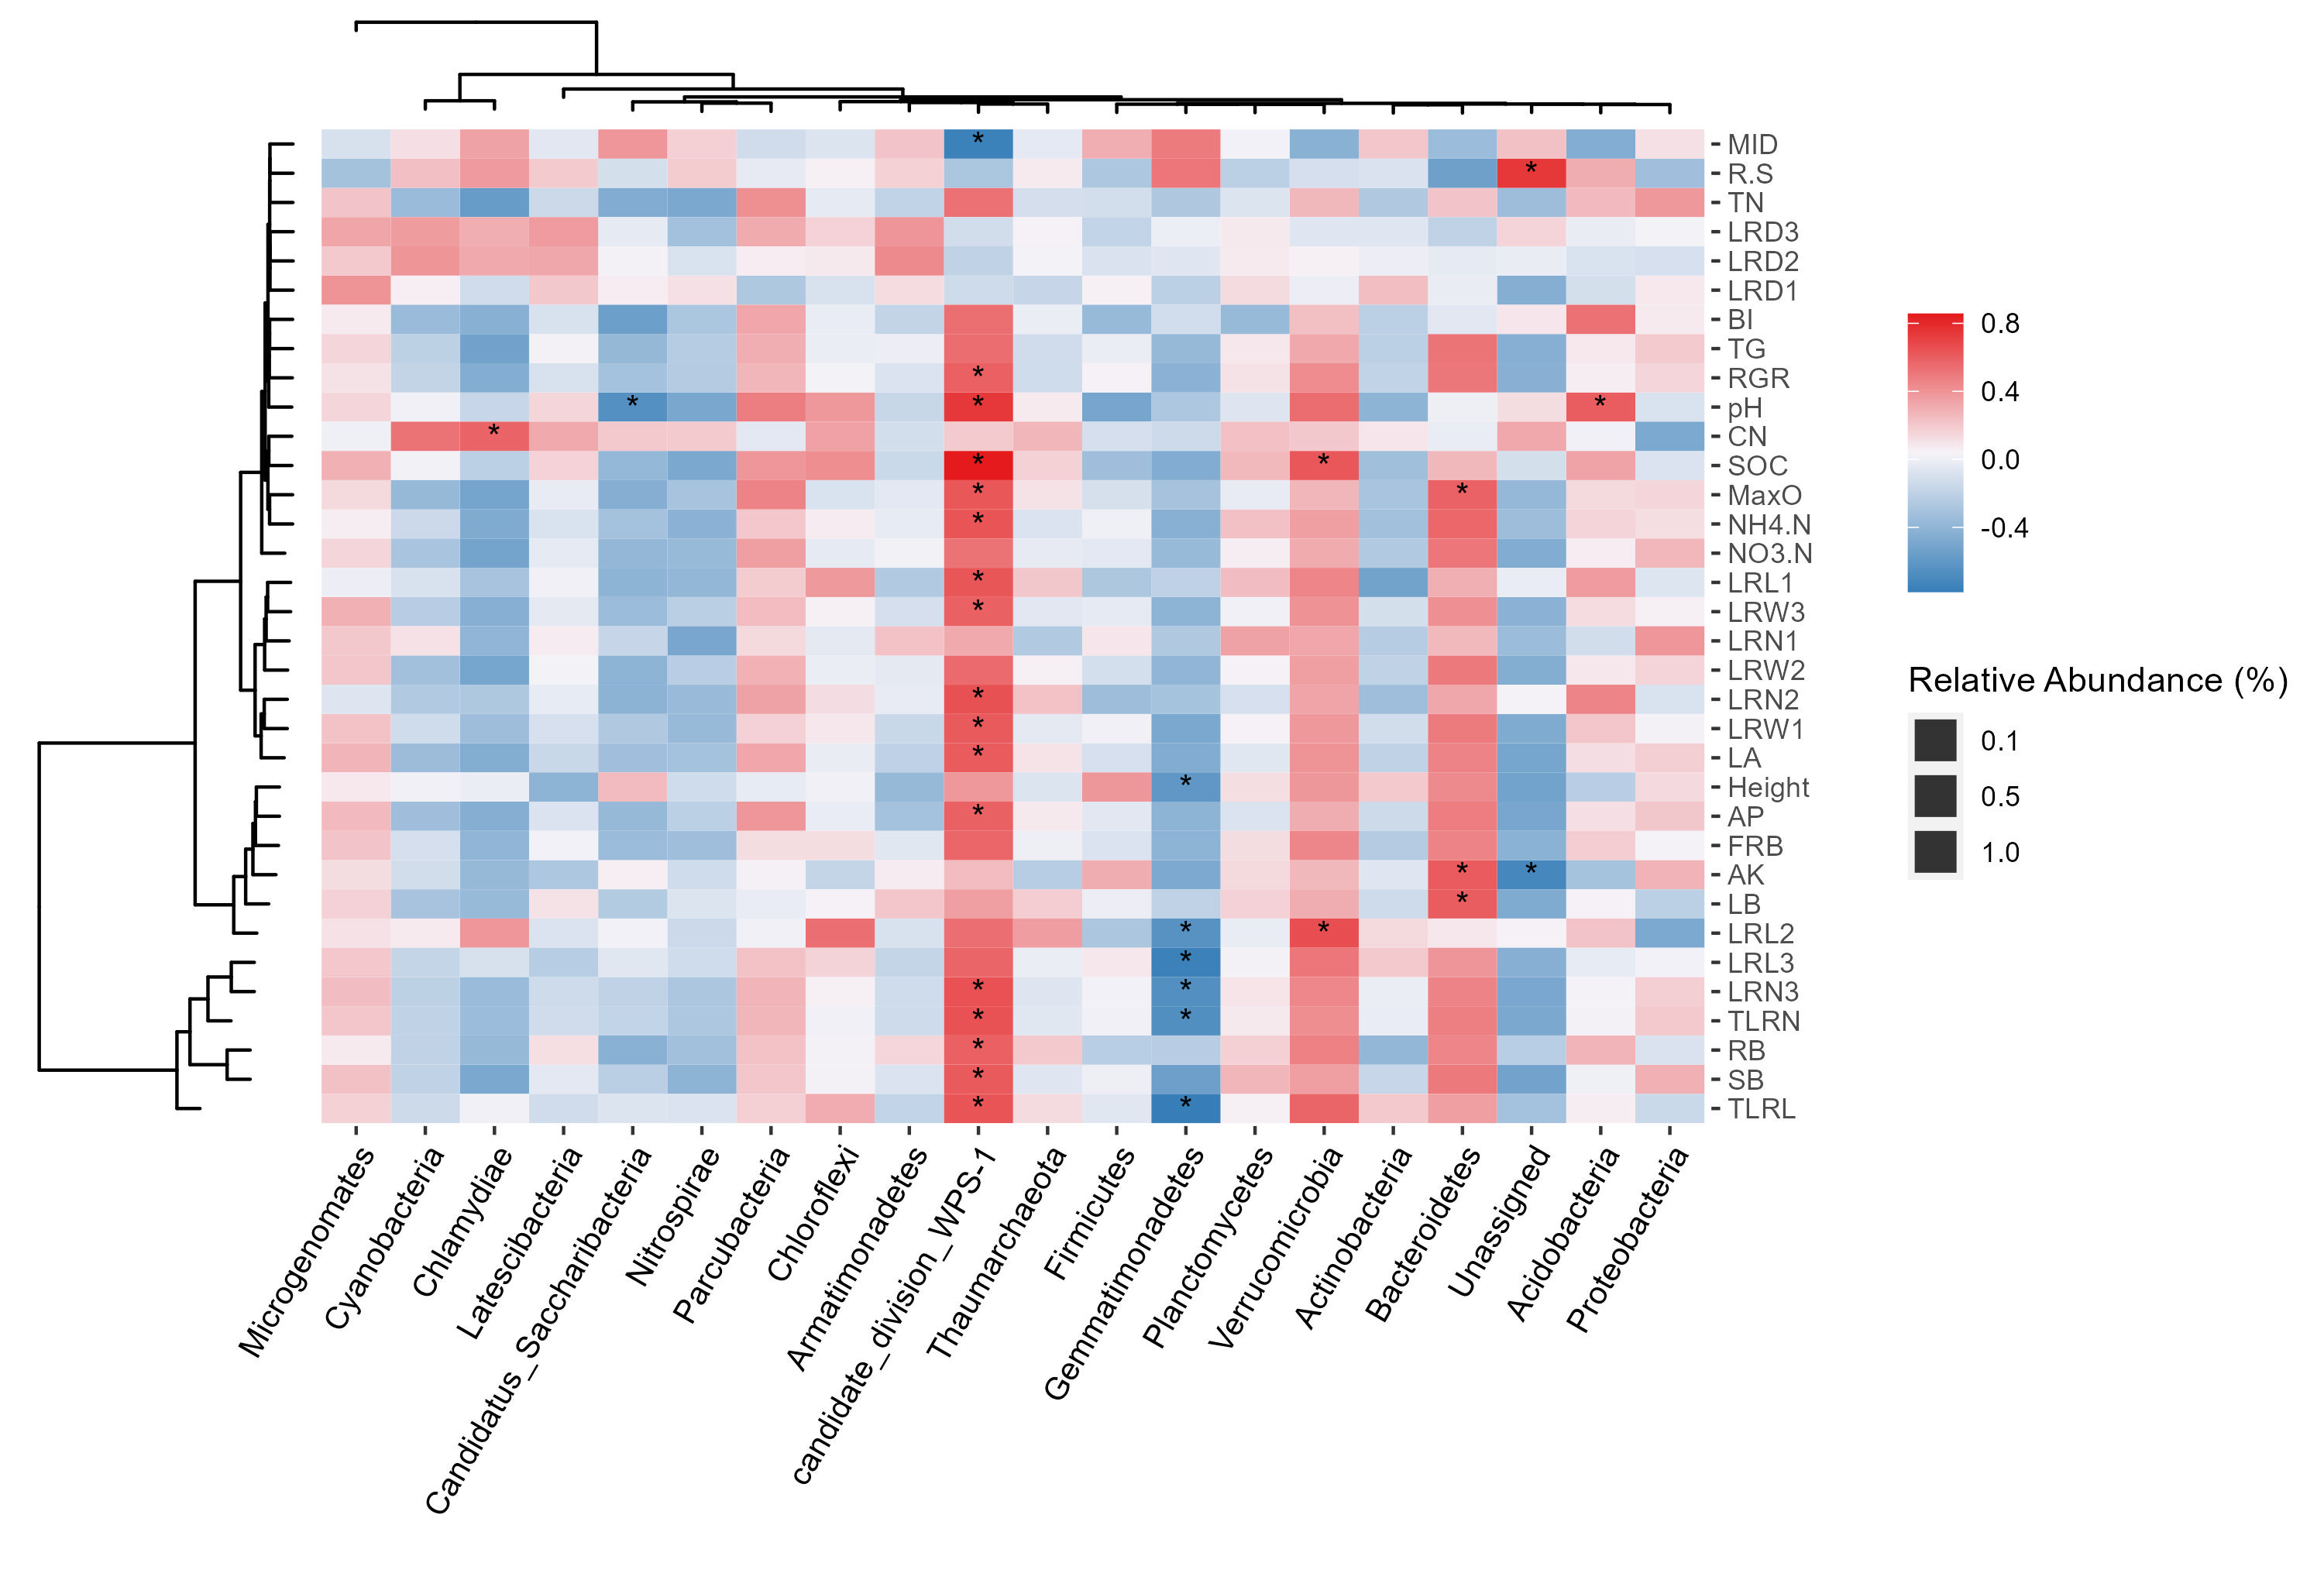 *
MID
*
R.S
TN
LRD3
LRD2
LRD1
BI
TG
*
RGR
* * *
pH
*
CN
* *
SOC
* *
MaxO
*
NH4.N
NO3.N
*
LRL1
*
LRW3
LRN1
LRW2
*
LRN2
*
LRW1
*
LA
*
Height
*
AP
FRB
* *
AK
*
LB
* *
LRL2
*
LRL3
* *
LRN3
* *
TLRN
*
RB
*
SB
* *
TLRL
0.8
0.4
0.0
-0.4
Relative Abundance (%)
0.1
0.5
1.0
Microgenomates
Cyanobacteria
Chlamydiae
Latescibacteria
Candidatus_Saccharibacteria
Nitrospirae
Parcubacteria
Chloroflexi
Armatimonadetes
candidate_division_WPS-1
Thaumarchaeota
Firmicutes
Gemmatimonadetes
Planctomycetes
Verrucomicrobia
Actinobacteria
Bacteroidetes
Unassigned
Acidobacteria
Proteobacteria